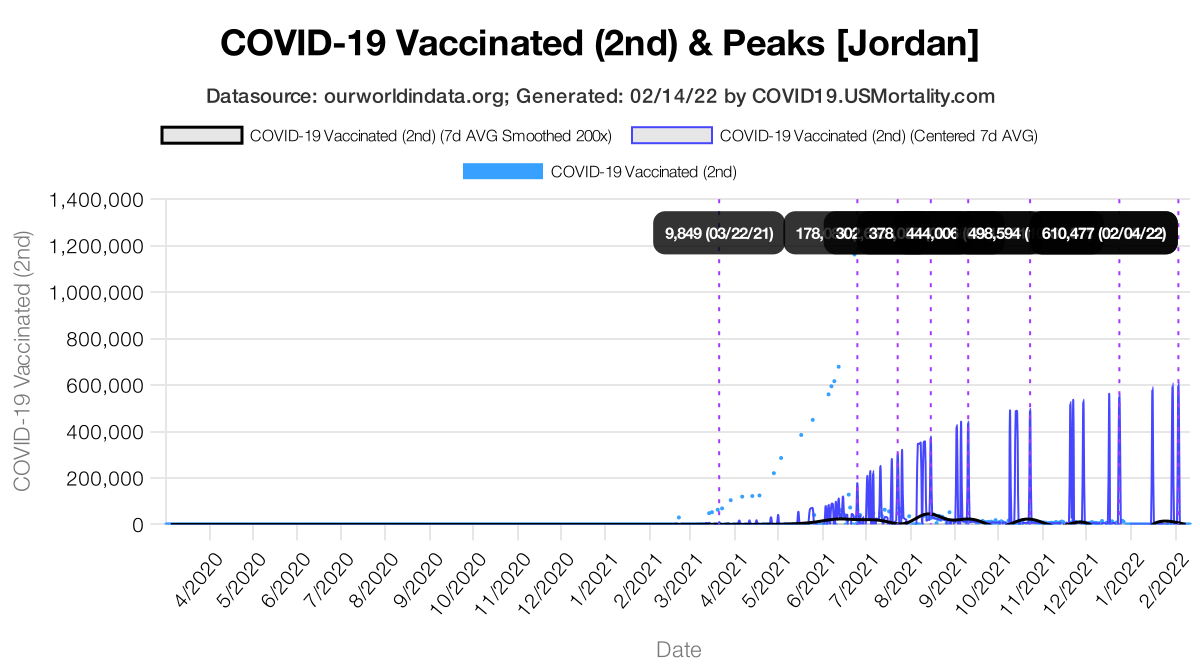 COVID-19 Vaccinated (2nd) & Peaks [Jordan]
Datasource: ourworldindata.org; Generated: 02/14/22 by COVID19.USMortality.com
COVID-19 Vaccinated (2nd) (7d AVG Smoothed 200x) COVID-19 Vaccinated (2nd) (Centered 7d AVG)
COVID-19 Vaccinated (2nd)
COVID-19 Vaccinated (2nd)
1,400,000
1,200,000
1,000,000
800,000
600,000
400,000
200,000
0
9,849 (03/22/21) 178, 302, 378, 444,006 498,594 610,477 (02/04/22)
4/2020 5/2020 6/2020 7/2020 8/2020 9/2020 10/2020 11/2020 12/2020 1/2021 2/2021 3/2021 4/2021 5/2021 6/2021 7/2021 8/2021 9/2021 10/2021 11/2021 12/2021 1/2022 2/2022
Date